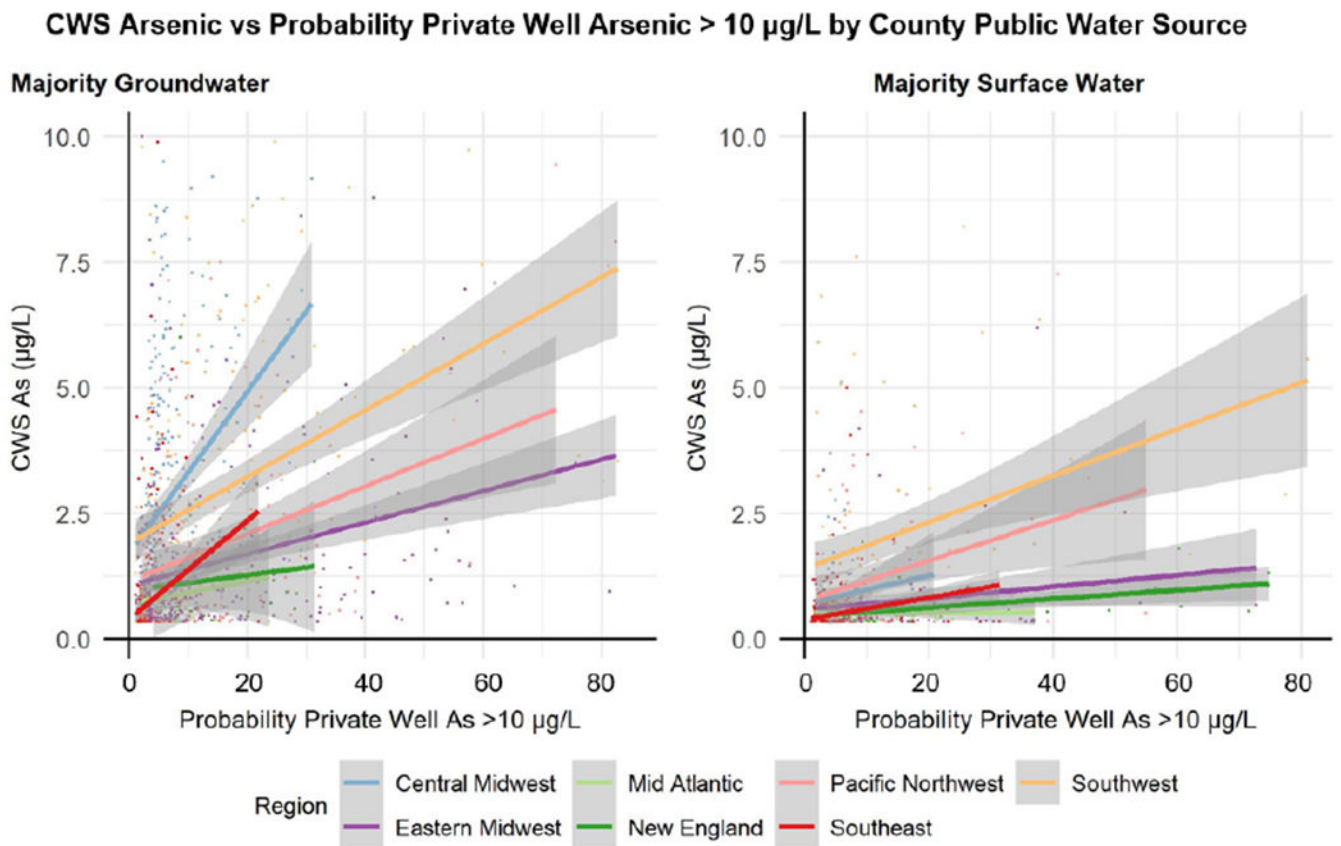 CWS Arsenic vs Probability Private Well Arsenic > 10 µg/L by County Public Water Source
Majority Groundwater
10.0
7.5
5.0
2.5
0.0
CWS As (µg/L)
0 20 40 60 80
Probability Private Well As >10 µg/L
Majority Surface Water
10.0
7.5
5.0
2.5
0.0
CWS As (µg/L)
0 20 40 60 80
Probability Private Well As >10 µg/L
Region
Central Midwest Mid Atlantic Pacific Northwest Southwest
Eastern Midwest New England Southeast